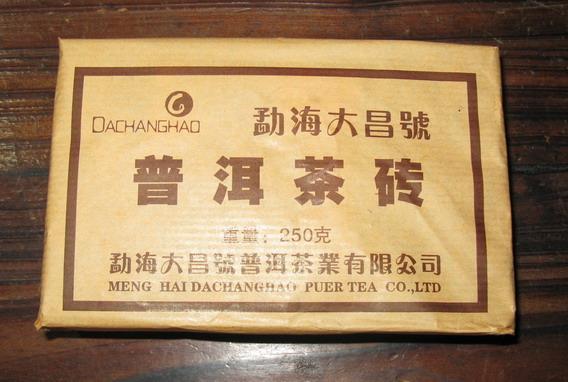 DACHANGHAO
勐海大昌號
普洱茶砖
重量：250克
勐海大昌號普洱茶業有限公司
MENG HAI DACHANGHAO PUER TEA CO.,LTD